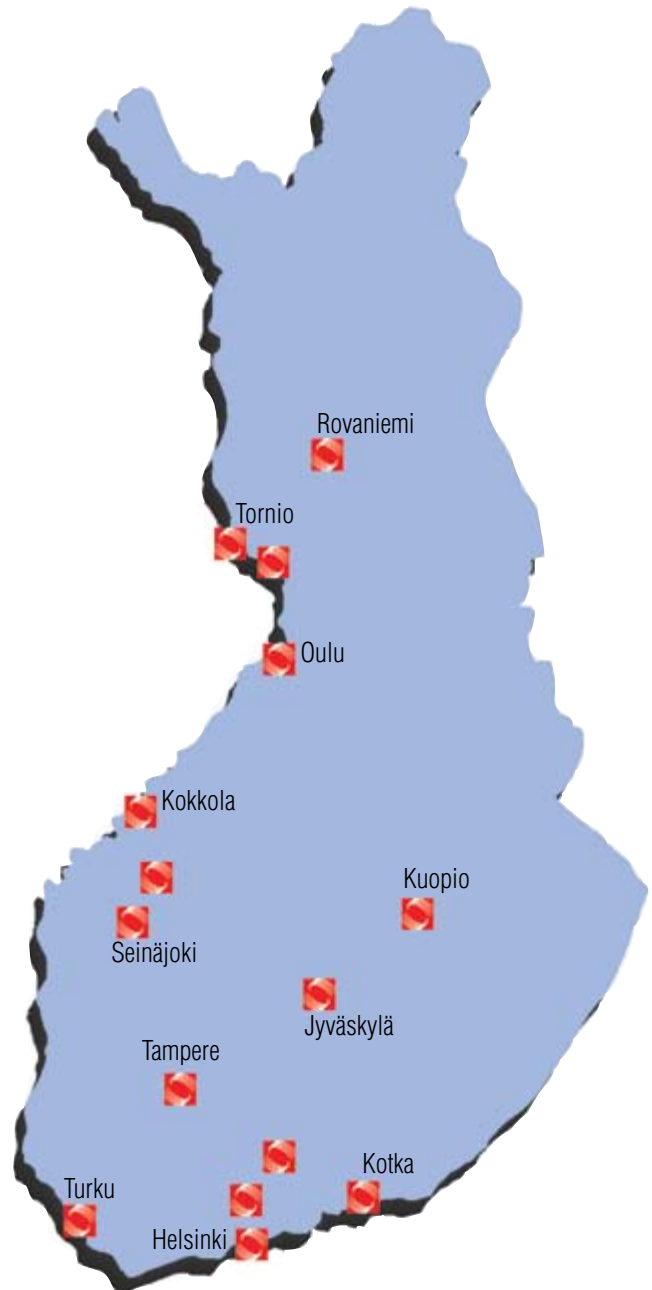 Rovaniemi
Tornio
Oulu
Kokkola
Kuopio
Seinäjoki
Jyväskylä
Tampere
Kotka
Turku
Helsinki